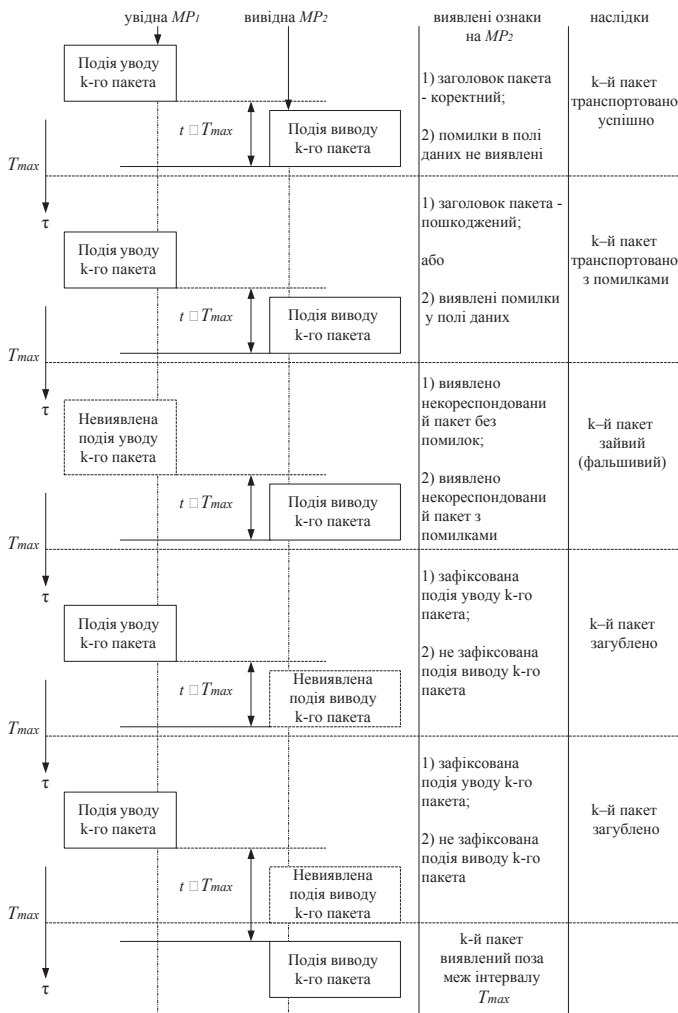 увідна MP1
вивідна MP2
виявлені ознаки
на MP2
наслідки
Подія уводу
k-го пакета
t □ Tmax
Подія виводу
k-го пакета
1) заголовок пакета
- коректний;
2) помилки в полі
даних не виявлені
k–й пакет
транспортовано
успішно
Tmax
τ
Подія уводу
k-го пакета
t □ Tmax
Подія виводу
k-го пакета
1) заголовок пакета -
пошкоджений;
або
2) виявлені помилки
у полі даних
k–й пакет
транспортовано
з помилками
Tmax
τ
Невиявлена
подія уводу
k-го пакета
t □ Tmax
Подія виводу
k-го пакета
1) виявлено
некореспондовани
й пакет без
помилок;
2) виявлено
некореспондовани
й пакет з
помилками
k–й пакет
зайвий
(фальшивий)
Tmax
τ
Подія уводу
k-го пакета
t □ Tmax
Невиявлена
подія виводу
k-го пакета
1) зафіксована
подія уводу k-го
пакета;
2) не зафіксована
подія виводу k-го
пакета
k–й пакет
загублено
Tmax
τ
Подія уводу
k-го пакета
t □ Tmax
Невиявлена
подія виводу
k-го пакета
1) зафіксована
подія уводу k-го
пакета;
2) не зафіксована
подія виводу k-го
пакета
k–й пакет
загублено
Tmax
τ
Подія виводу
k-го пакета
k-й пакет
виявлений поза
меж інтервалу
Tmax